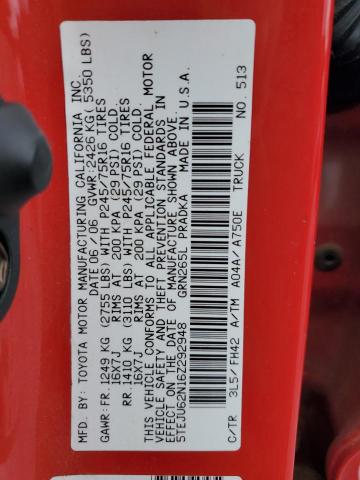 MFD. BY: TOYOTA MOTOR MANUFACTURING CALIFORNIA INC.
DATE 06/06 GVWR:2426 KG( 5350 LBS)
GAWR:FR.1249 KG (2755 LBS) WITH P245/75R16 TIRES
16X7J RIMS AT 200 KPA (29 PSI) COLD.
RR.1410 KG (3110 LBS) WITH P245/75R16 TIRES
16X7J RIMS AT 200 KPA (29 PSI) COLD.
THIS VEHICLE CONFORMS TO ALL APPLICABLE FEDERAL MOTOR
VEHICLE SAFETY AND THEFT PREVENTION STANDARDS IN
EFFECT ON THE DATE OF MANUFACTURE SHOWN ABOVE.
5TEJU62N16Z292948 GRN265L PRADKA MADE IN U.S.A.
TRUCK
C/TR 3L5/FH42 A/TM A04A/A750E NO. 513